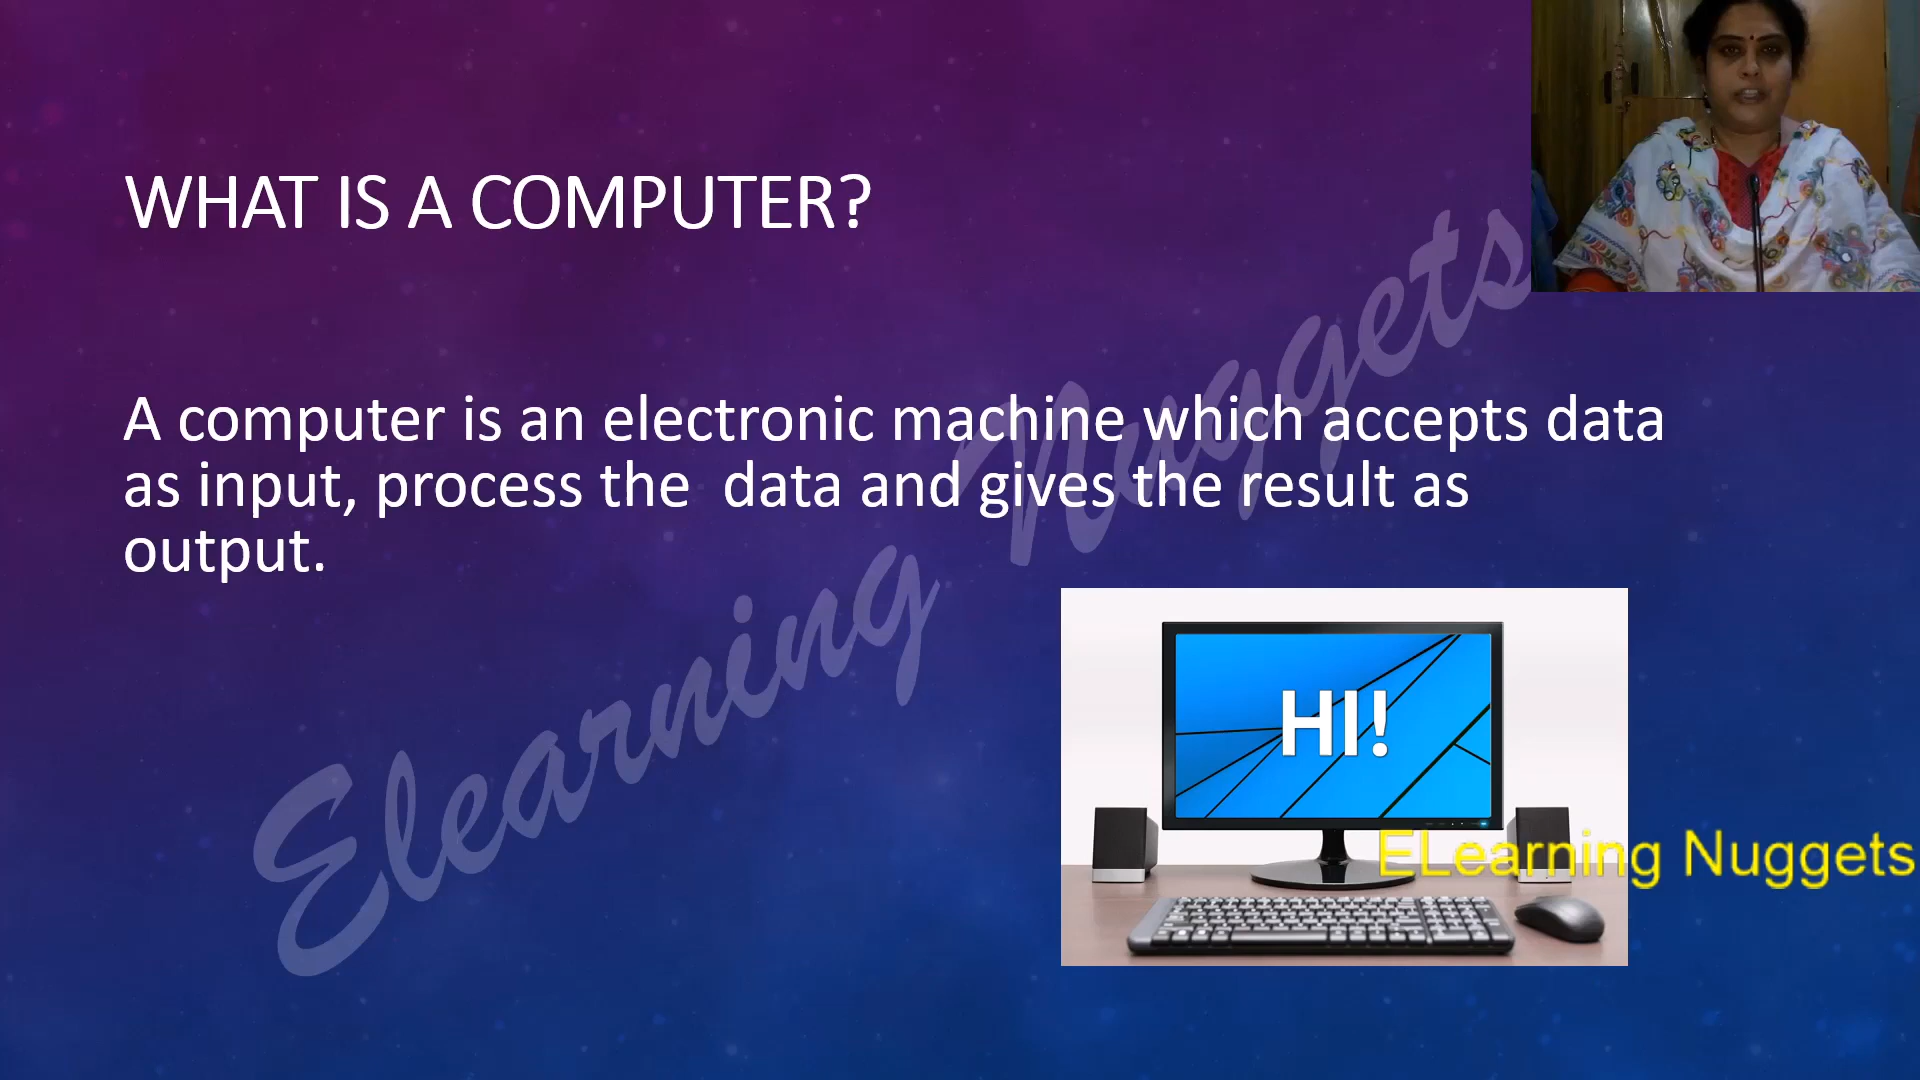 WHAT IS A COMPUTER?
A computer is an electronic machine which accepts data
as input, process the  data and gives the result as
output.
Elearning Nuggets
HI!
ELearning Nuggets